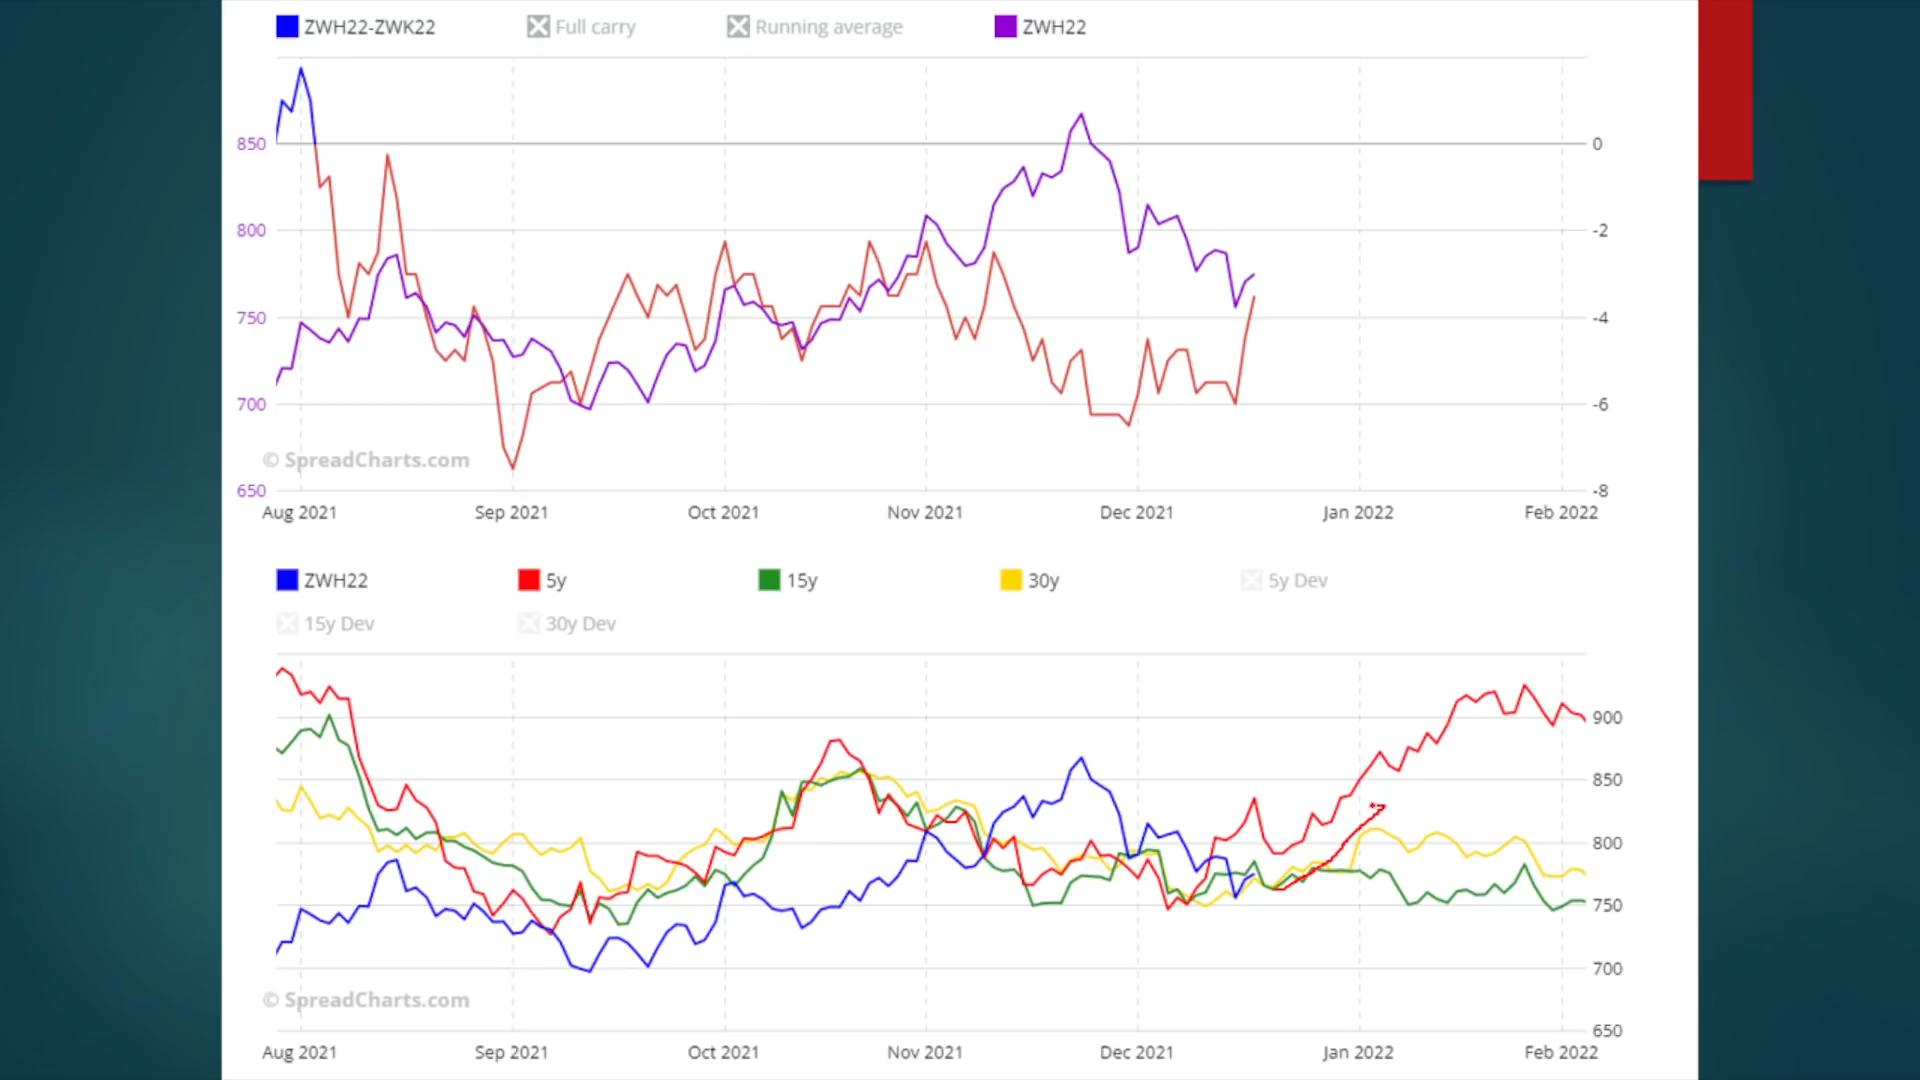 ZWH22-ZWK22 Full carry Running average ZWH22
850 0
800 -2
750 -4
700 -6
© SpreadCharts.com
650 -8
Aug 2021 Sep 2021 Oct 2021 Nov 2021 Dec 2021 Jan 2022 Feb 2022
ZWH22 5y 15y 30y 5y Dev
15y Dev 30y Dev
900
850
800
750
700
© SpreadCharts.com
650
Aug 2021 Sep 2021 Oct 2021 Nov 2021 Dec 2021 Jan 2022 Feb 2022